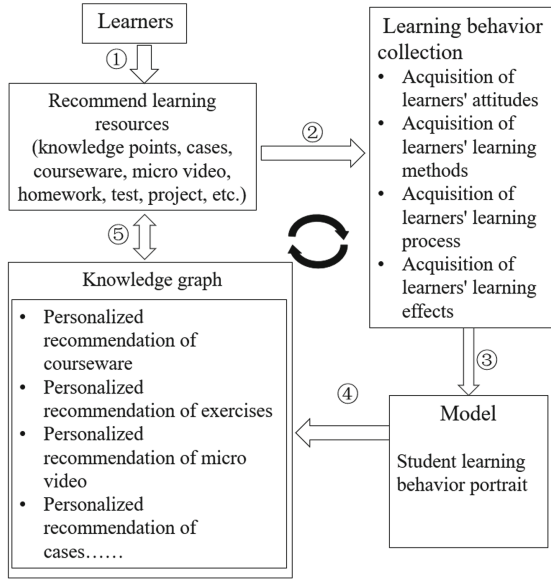 Learners
①
Recommend learning
resources
(knowledge points, cases,
courseware, micro video,
homework, test, project, etc.)
②
Learning behavior
collection
• Acquisition of
learners' attitudes
• Acquisition of
learners' learning
methods
• Acquisition of
learners' learning
process
• Acquisition of
learners' learning
effects
③
Model
Student learning
behavior portrait
④
⑤
Knowledge graph
• Personalized
recommendation of
courseware
• Personalized
recommendation of exercises
• Personalized
recommendation of micro
video
• Personalized
recommendation of
cases……